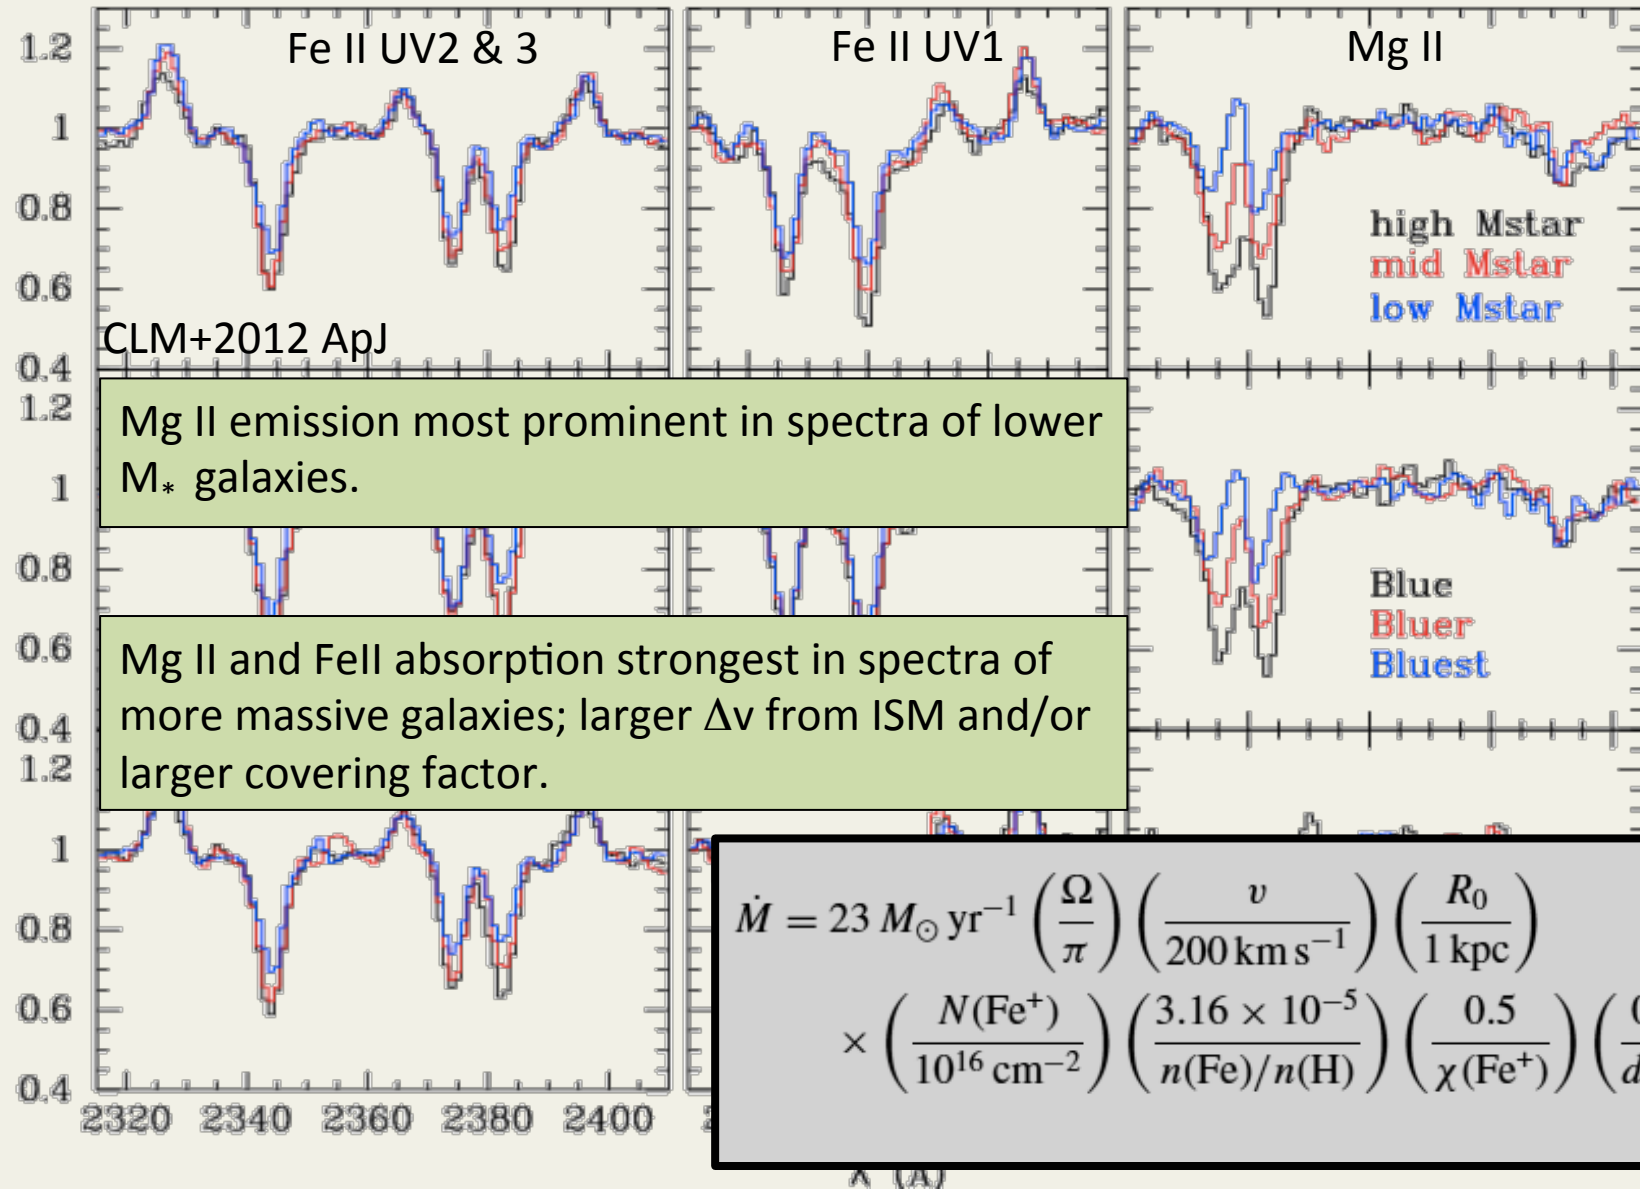 Fe II UV2 & 3
Fe II UV1
Mg II
1.2
1
0.8
0.6
0.4
high Mstar
mid Mstar
low Mstar
CLM+2012 ApJ
Mg II emission most prominent in spectra of lower
M* galaxies.
1.2
1
0.8
0.6
0.4
Blue
Bluer
Bluest
Mg II and FeII absorption strongest in spectra of
more massive galaxies; larger Δv from ISM and/or
larger covering factor.
1.2
1
0.8
0.6
0.4
Ṁ = 23 M⊙ yr⁻¹ (Ω/π) (υ/200 km s⁻¹) (R₀/1 kpc)
× (N(Fe⁺)/10¹⁶ cm⁻²) (3.16 × 10⁻⁵/n(Fe)/n(H)) (0.5/χ(Fe⁺)) (
2320 2340 2360 2380 2400